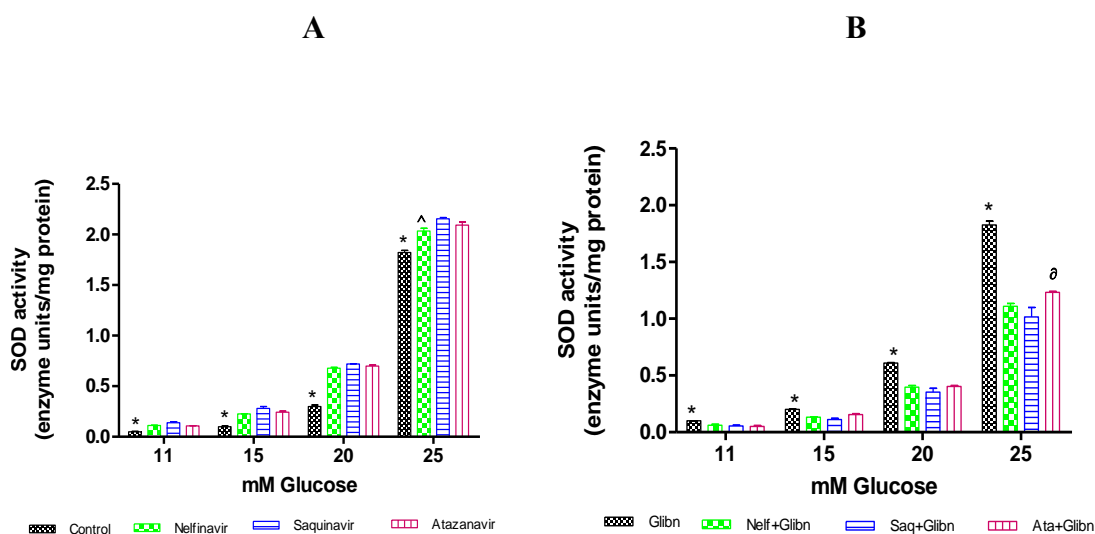 A
B
SOD activity
(enzyme units/mg protein)
2.5
2.0
1.5
1.0
0.5
0.0
*
*
*
*
^
11
15
20
25
mM Glucose
Control
Nelfinavir
Saquinavir
Atazanavir
SOD activity
(enzyme units/mg protein)
2.5
2.0
1.5
1.0
0.5
0.0
*
*
*
*
∂
11
15
20
25
mM Glucose
Glibn
Nelf+Glibn
Saq+Glibn
Ata+Glibn